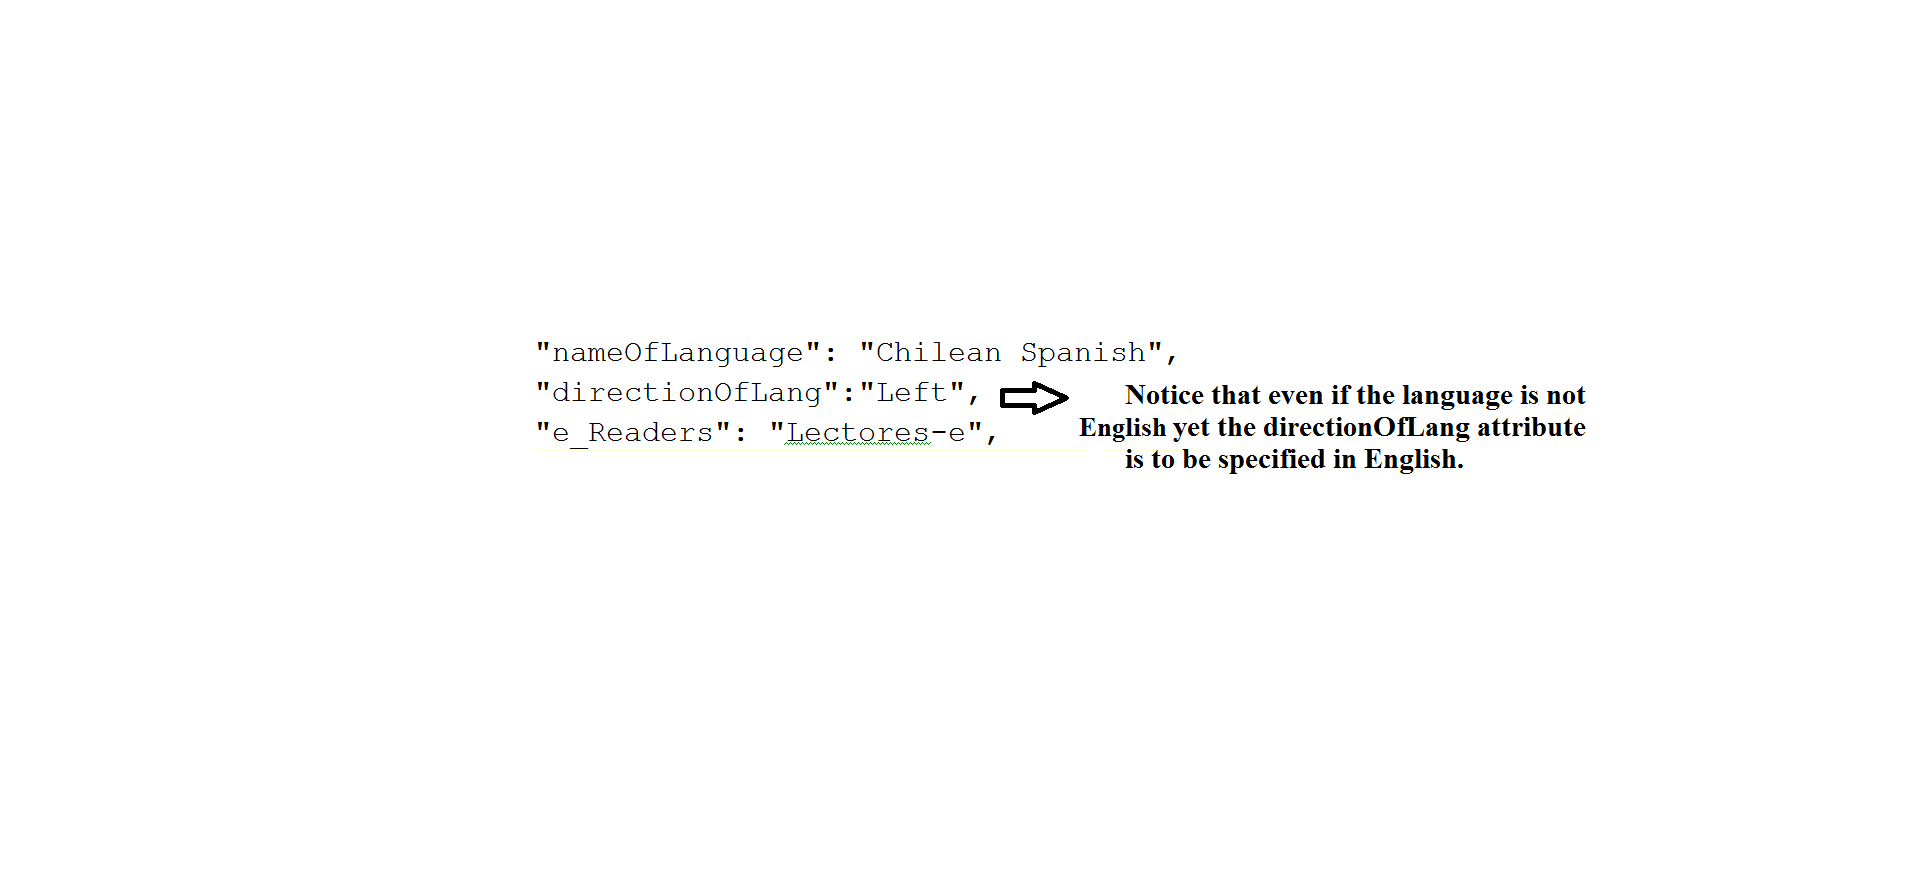 "nameOfLanguage": "Chilean Spanish",
"directionOfLang":"Left",
"e_Readers": "Lectores-e",
Notice that even if the language is not
English yet the directionOfLang attribute
is to be specified in English.